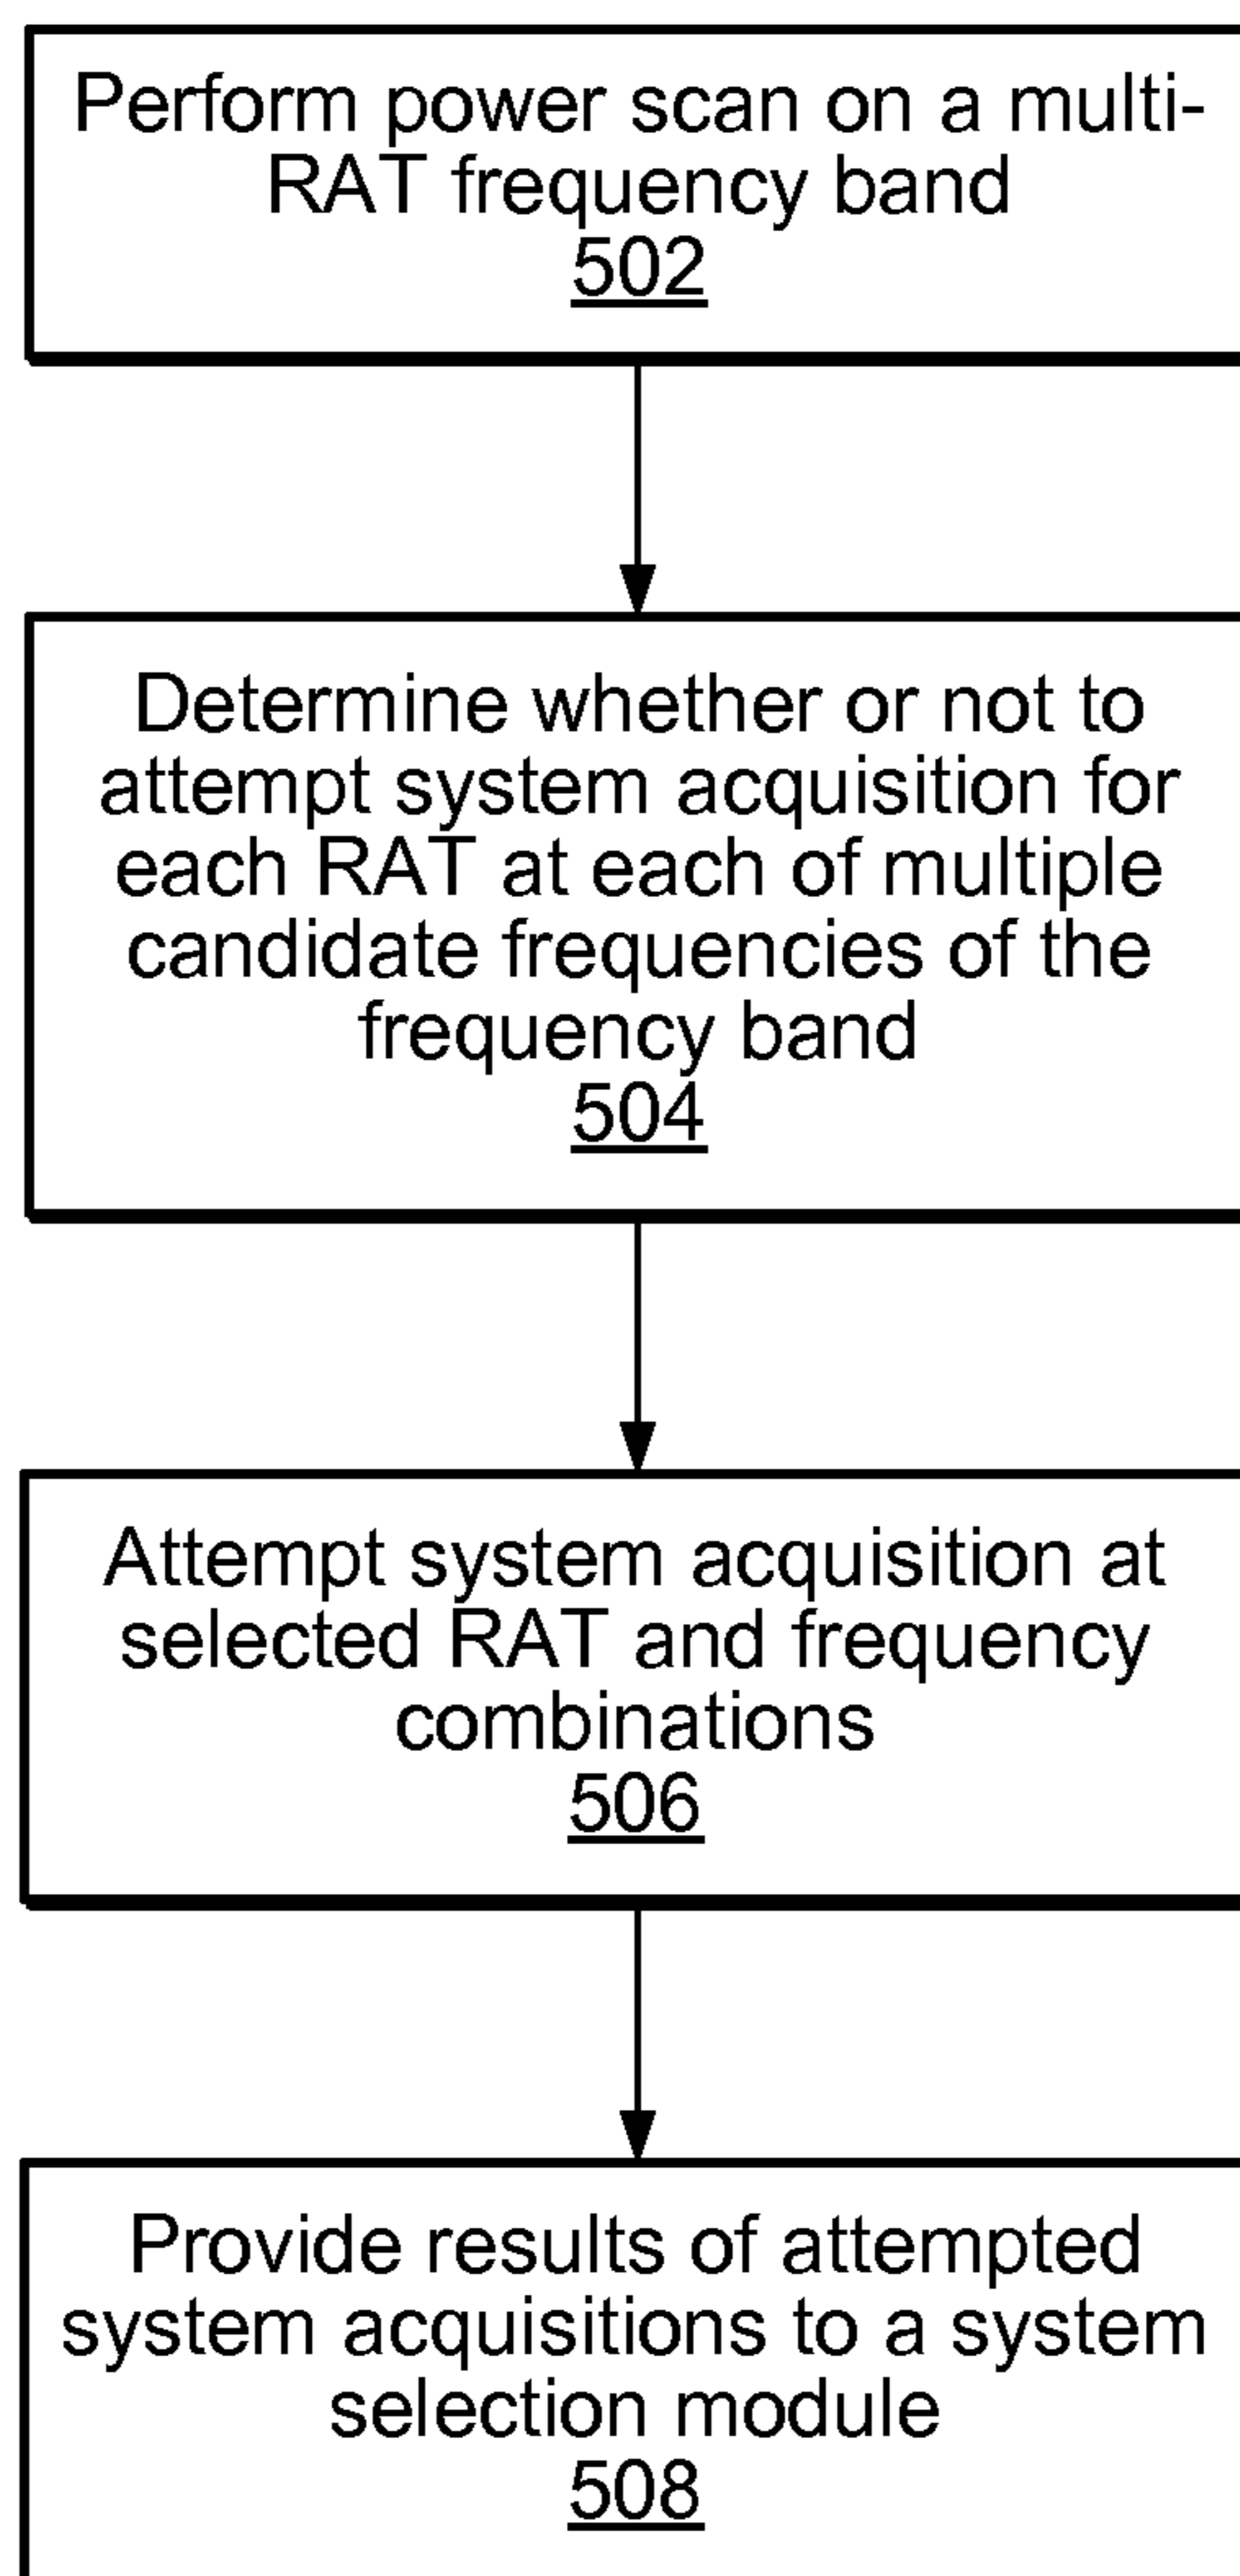 Perform power scan on a multi-
RAT frequency band
502
Determine whether or not to
attempt system acquisition for
each RAT at each of multiple
candidate frequencies of the
frequency band
504
Attempt system acquisition at
selected RAT and frequency
combinations
506
Provide results of attempted
system acquisitions to a system
selection module
508